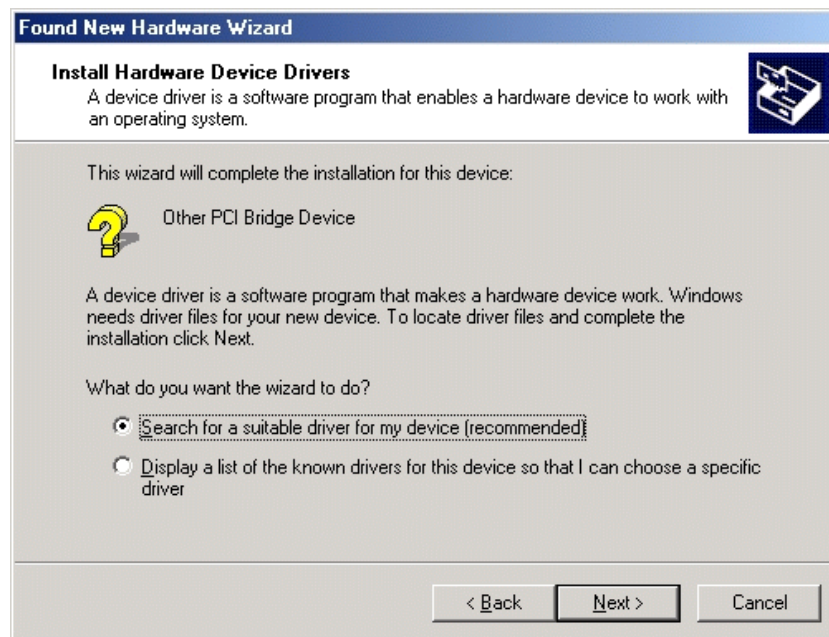 Found New Hardware Wizard
Install Hardware Device Drivers
A device driver is a software program that enables a hardware device to work with
an operating system.
This wizard will complete the installation for this device:
Other PCI Bridge Device
A device driver is a software program that makes a hardware device work. Windows
needs driver files for your new device. To locate driver files and complete the
installation click Next.
What do you want the wizard to do?
Search for a suitable driver for my device (recommended)
Display a list of the known drivers for this device so that I can choose a specific
driver
< Back Next > Cancel